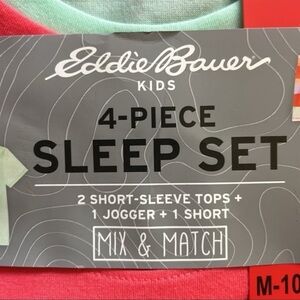 Eddie Bauer
KIDS
4-PIECE
SLEEP SET
2 SHORT-SLEEVE TOPS +
1 JOGGER + 1 SHORT
MIX & MATCH
M-10